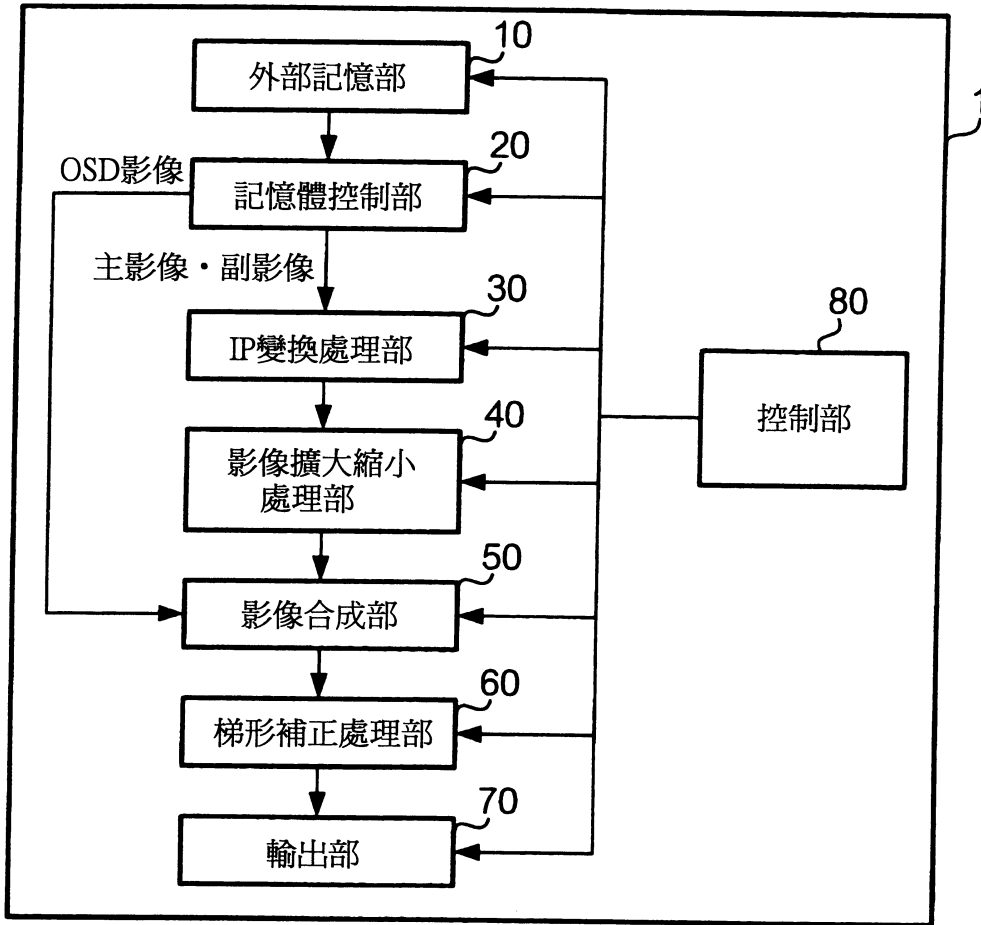 10
外部記憶部
1
20
OSD影像
記憶體控制部
主影像・副影像
30
IP變換處理部
80
控制部
40
影像擴大縮小
處理部
50
影像合成部
60
梯形補正處理部
70
輸出部